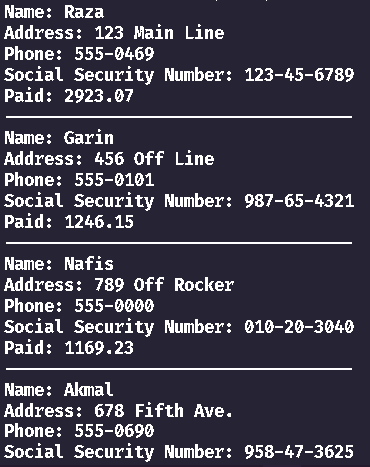 Name: Raza
Address: 123 Main Line
Phone: 555-0469
Social Security Number: 123-45-6789
Paid: 2923.07
Name: Garin
Address: 456 Off Line
Phone: 555-0101
Social Security Number: 987-65-4321
Paid: 1246.15
Name: Nafis
Address: 789 Off Rocker
Phone: 555-0000
Social Security Number: 010-20-3040
Paid: 1169.23
Name: Akmal
Address: 678 Fifth Ave.
Phone: 555-0690
Social Security Number: 958-47-3625